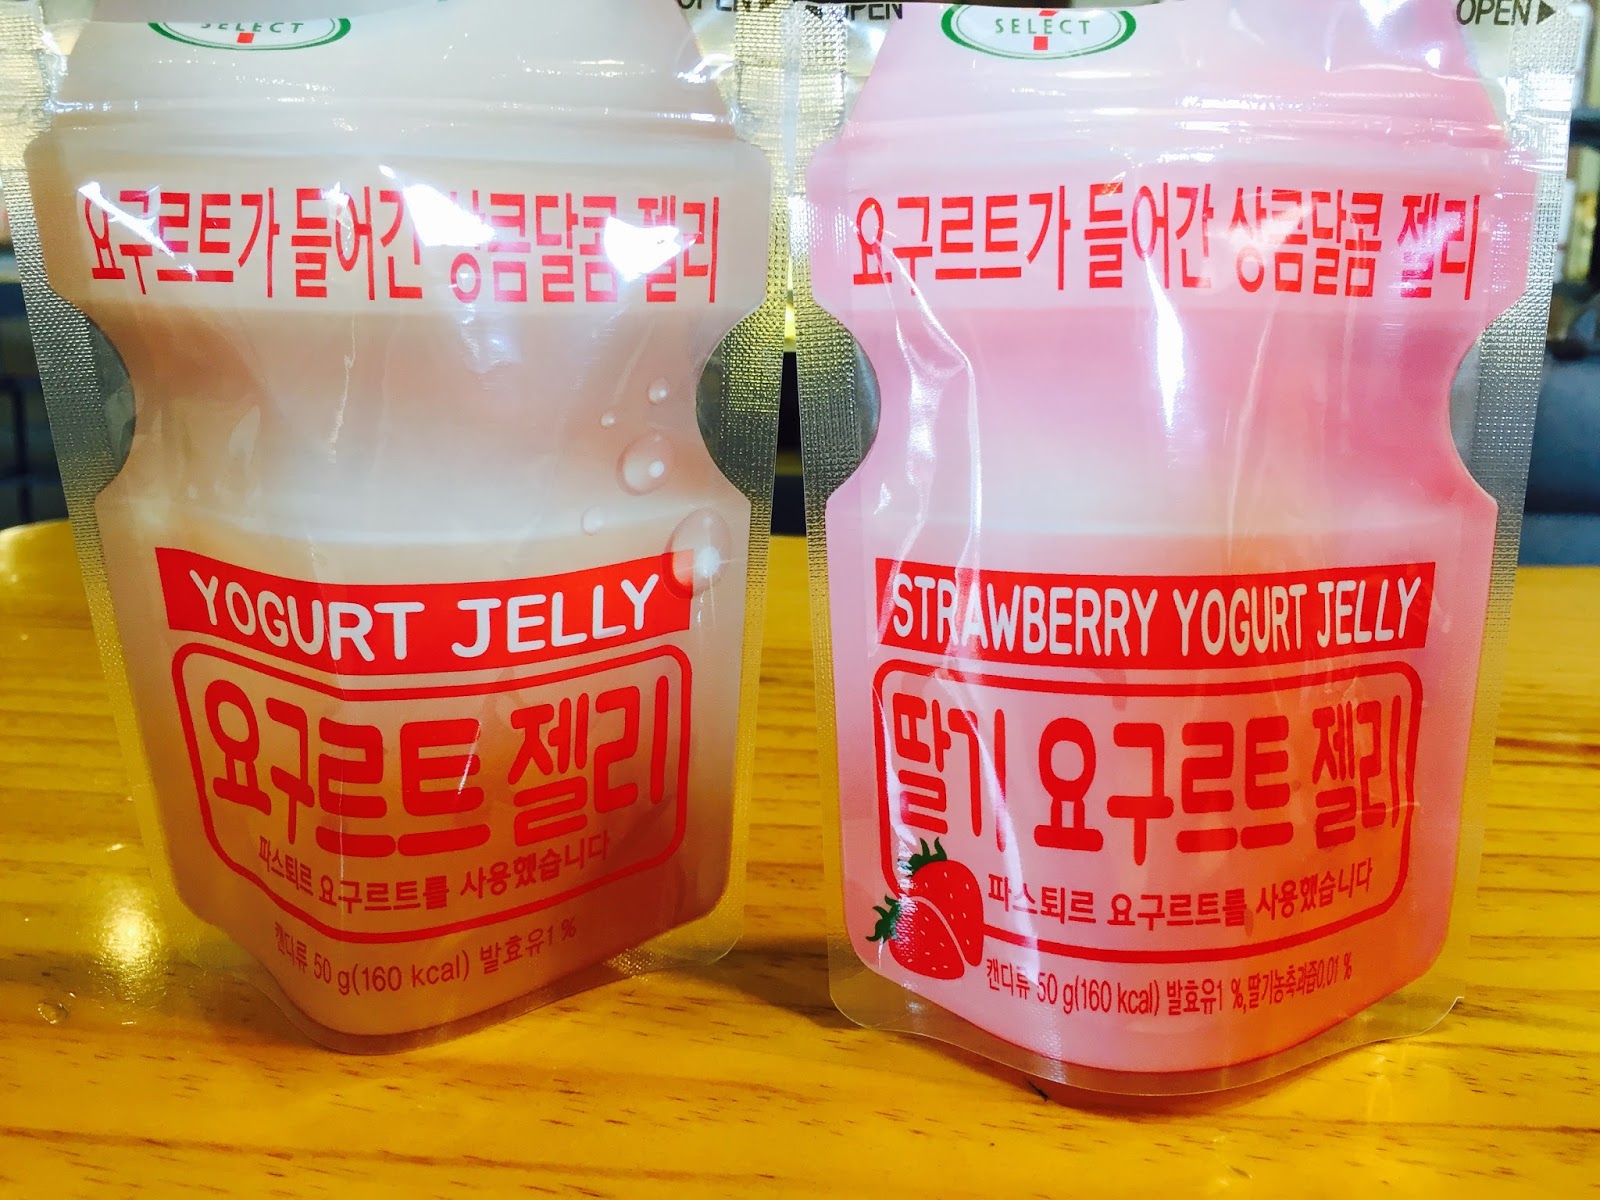 OPEN
SELECT
요구르트가 들어간 상큼달콤 젤리
YOGURT JELLY
요구르트 젤리
파스퇴르 요구르트를 사용했습니다
캔디류 50 g(160 kcal) 발효유1 %
OPEN
SELECT
OPEN
요구르트가 들어간 상큼달콤 젤리
STRAWBERRY YOGURT JELLY
딸기 요구르트 젤리
파스퇴르 요구르트를 사용했습니다
캔디류 50 g(160 kcal) 발효유1 %,딸기농축과즙0.01 %